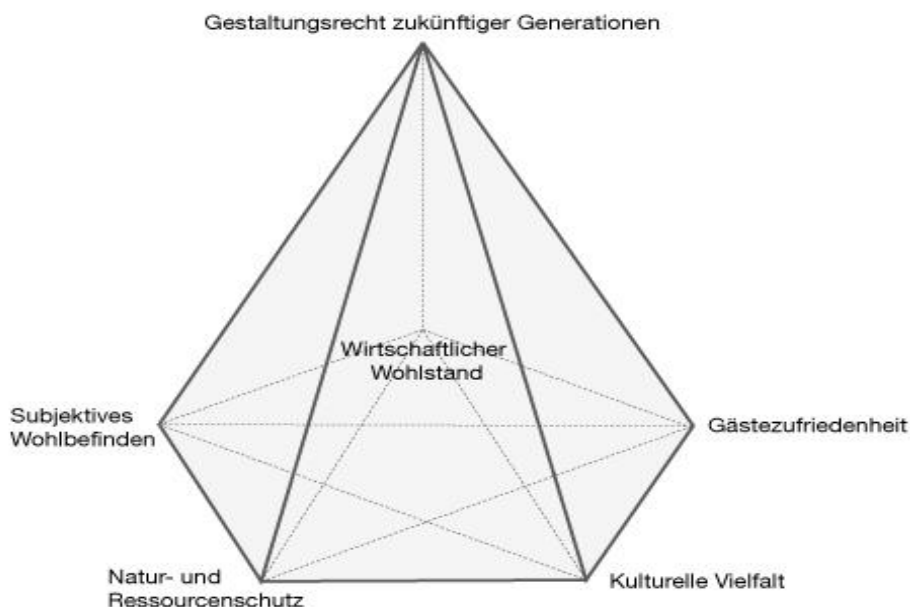 Gestaltungsrecht zukünftiger Generationen
Wirtschaftlicher
Wohlstand
Subjektives
Wohlbefinden
Gästezufriedenheit
Natur- und
Ressourcenschutz
Kulturelle Vielfalt